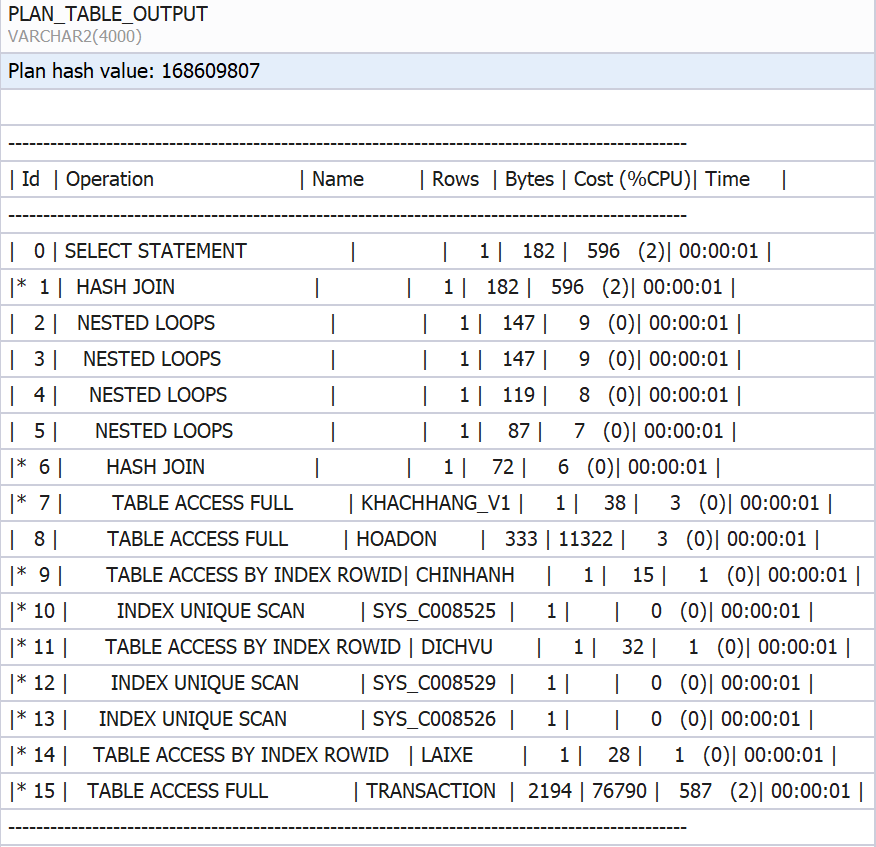 PLAN_TABLE_OUTPUT
VARCHAR2(4000)
Plan hash value: 168609807
--------------------------------------------------------------------------------------------------
| Id | Operation | Name | Rows | Bytes | Cost (%CPU)| Time |
--------------------------------------------------------------------------------------------------
| 0 | SELECT STATEMENT | | 1 | 182 | 596 (2)| 00:00:01 |
|* 1 | HASH JOIN | | 1 | 182 | 596 (2)| 00:00:01 |
| 2 | NESTED LOOPS | | 1 | 147 | 9 (0)| 00:00:01 |
| 3 | NESTED LOOPS | | 1 | 147 | 9 (0)| 00:00:01 |
| 4 | NESTED LOOPS | | 1 | 119 | 8 (0)| 00:00:01 |
| 5 | NESTED LOOPS | | 1 | 87 | 7 (0)| 00:00:01 |
|* 6 | HASH JOIN | | 1 | 72 | 6 (0)| 00:00:01 |
|* 7 | TABLE ACCESS FULL | KHACHHANG_V1 | 1 | 38 | 3 (0)| 00:00:01 |
| 8 | TABLE ACCESS FULL | HOADON | 333 | 11322 | 3 (0)| 00:00:01 |
|* 9 | TABLE ACCESS BY INDEX ROWID| CHINHANH | 1 | 15 | 1 (0)| 00:00:01 |
|* 10 | INDEX UNIQUE SCAN | SYS_C008525 | 1 | | 0 (0)| 00:00:01 |
|* 11 | TABLE ACCESS BY INDEX ROWID | DICHVU | 1 | 32 | 1 (0)| 00:00:01 |
|* 12 | INDEX UNIQUE SCAN | SYS_C008529 | 1 | | 0 (0)| 00:00:01 |
|* 13 | INDEX UNIQUE SCAN | SYS_C008526 | 1 | | 0 (0)| 00:00:01 |
|* 14 | TABLE ACCESS BY INDEX ROWID | LAIXE | 1 | 28 | 1 (0)| 00:00:01 |
|* 15 | TABLE ACCESS FULL | TRANSACTION | 2194 | 76790 | 587 (2)| 00:00:01 |
--------------------------------------------------------------------------------------------------